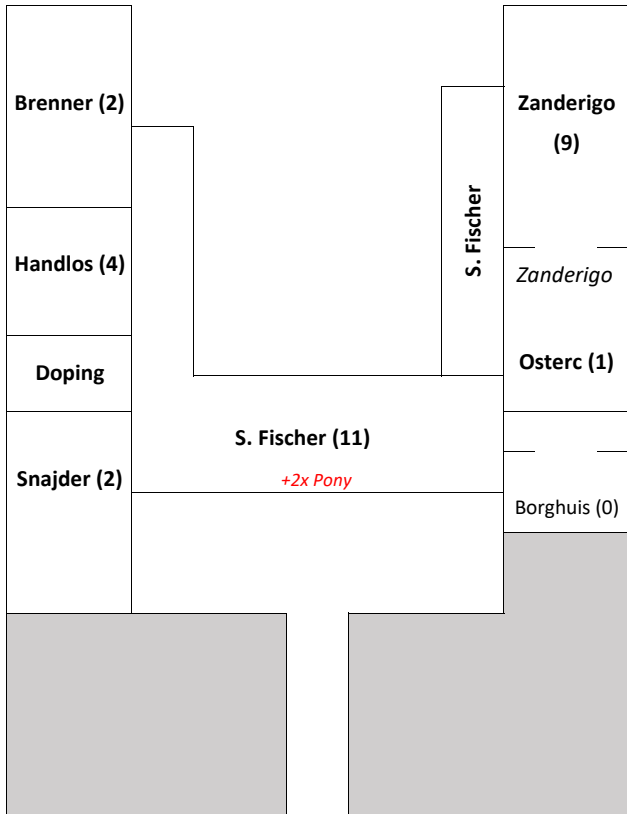 Brenner (2)
Zanderigo
(9)
S. Fischer
Handlos (4)
Zanderigo
Doping
Osterc (1)
S. Fischer (11)
Snajder (2)
+2x Pony
Borghuis (0)